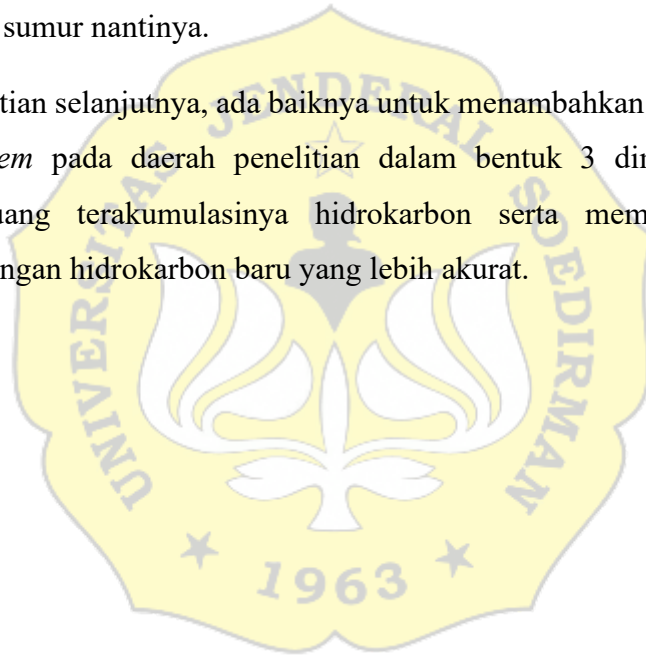 sumur nantinya.
tian selanjutnya, ada baiknya untuk menambahkan
em pada daerah penelitian dalam bentuk 3 dir
uang terakumulasinya hidrokarbon serta mem
ngan hidrokarbon baru yang lebih akurat.
UNIVERSITAS JENDERAL SOEDIRMAN
1963